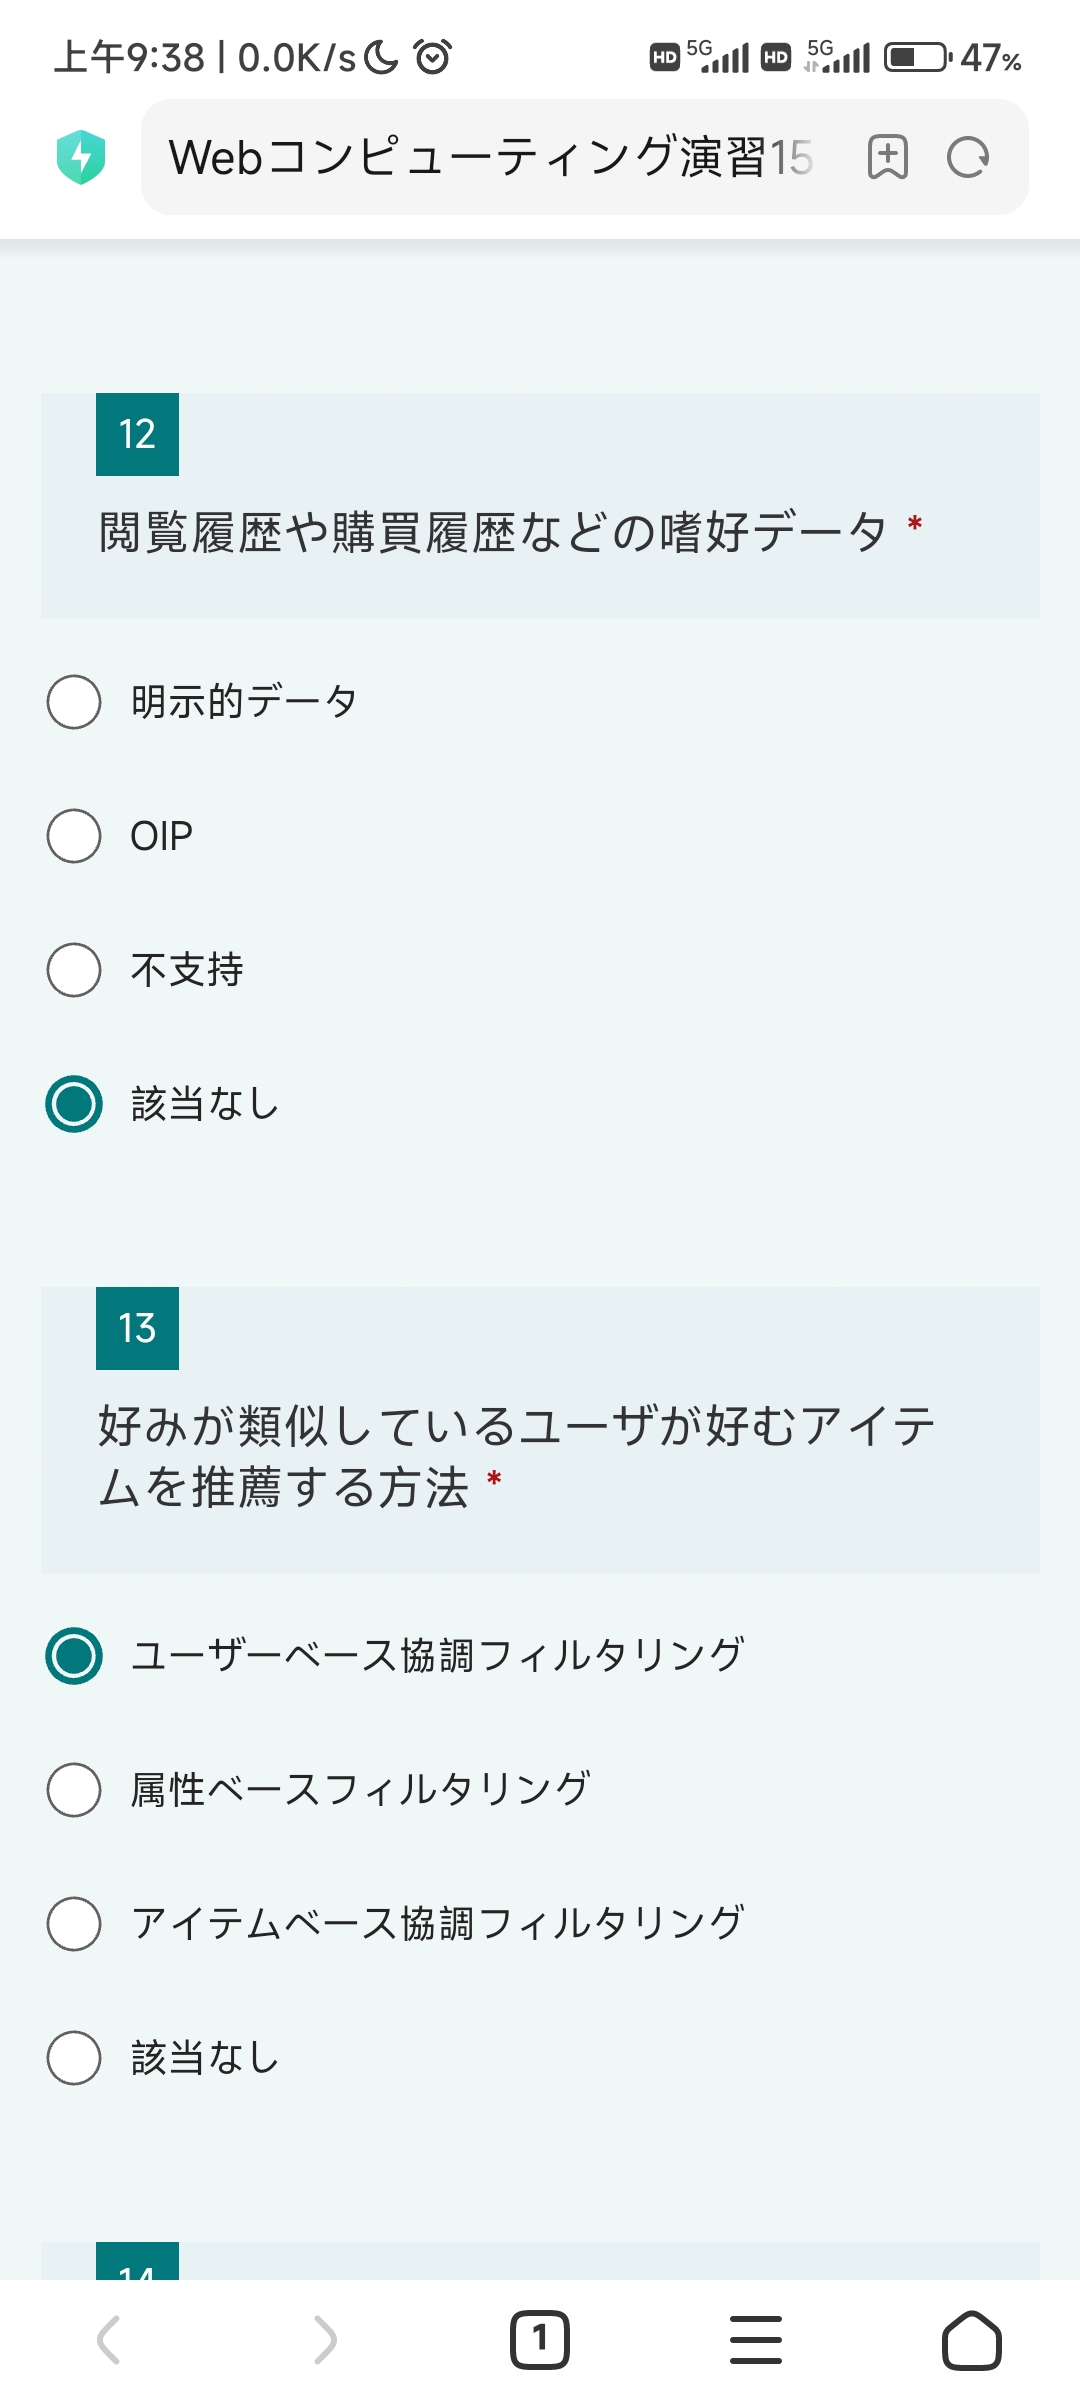 上午9:38 | 0.0K/s HD 5G HD 5G 47%
Webコンピューティング演習15
12
閲覧履歴や購買履歴などの嗜好データ *
明示的データ
OIP
不支持
該当なし
13
好みが類似しているユーザが好むアイテ
ムを推薦する方法 *
ユーザーベース協調フィルタリング
属性ベースフィルタリング
アイテムベース協調フィルタリング
該当なし
14
1